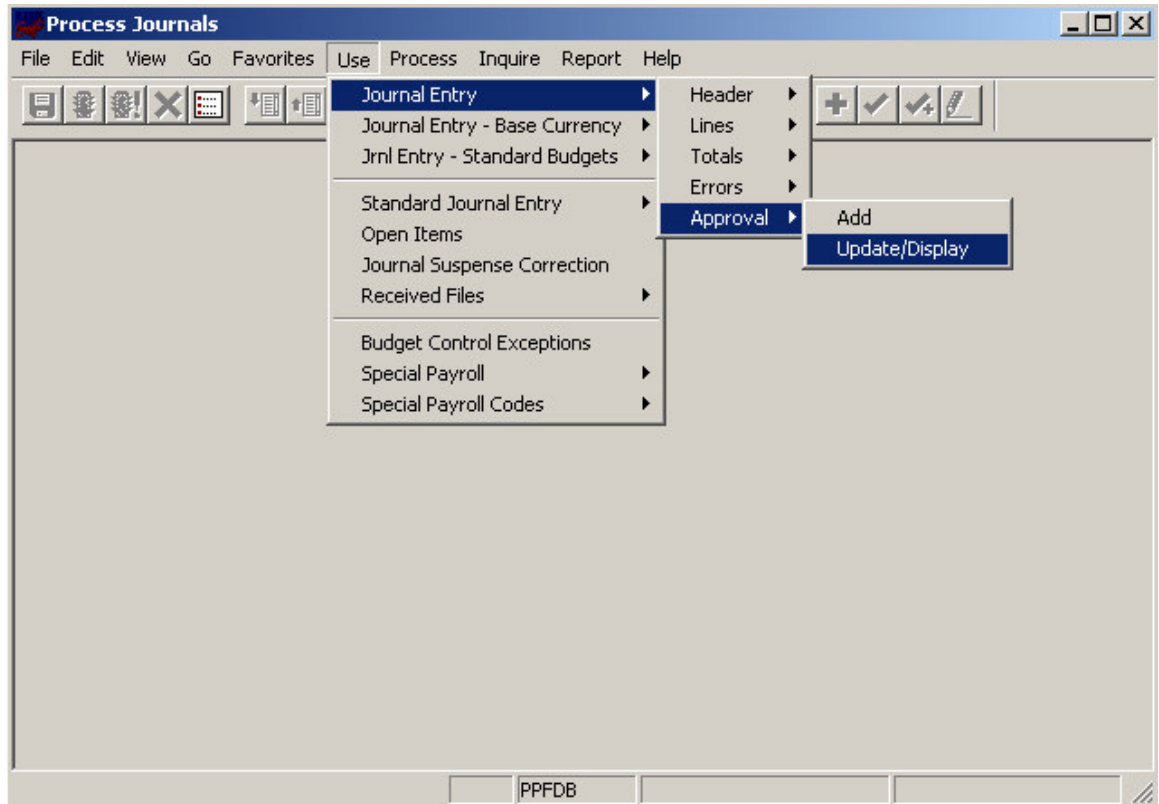 Process Journals
File Edit View Go Favorites Use Process Inquire Report Help
Journal Entry
Journal Entry - Base Currency
Jrnl Entry - Standard Budgets
Standard Journal Entry
Open Items
Journal Suspense Correction
Received Files
Budget Control Exceptions
Special Payroll
Special Payroll Codes
Header
Lines
Totals
Errors
Approval
Add
Update/Display
PPFDB